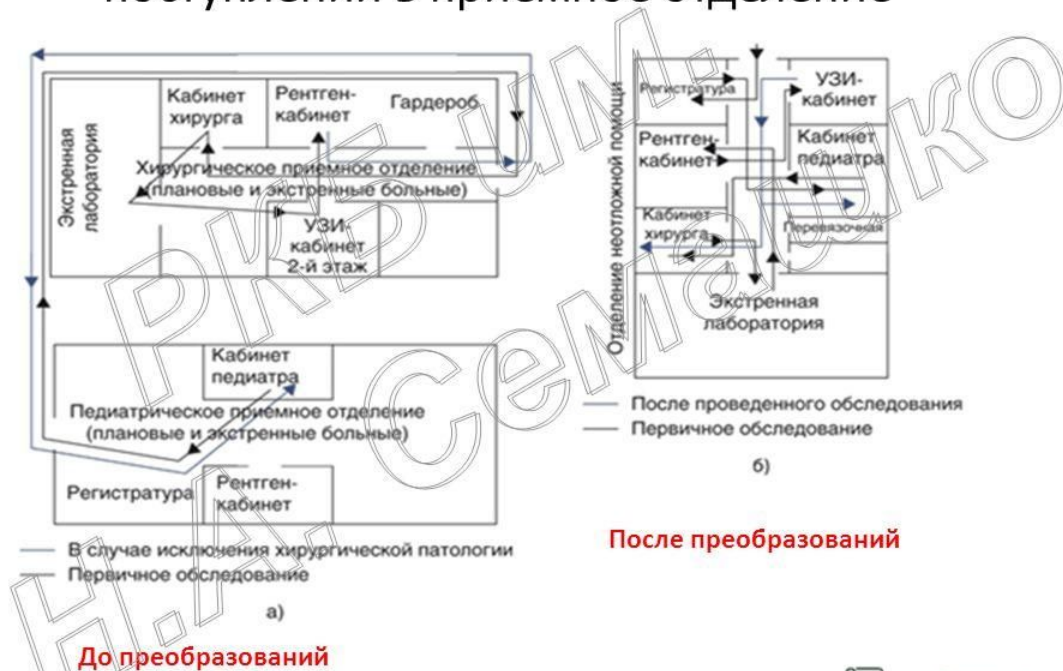 поступлении в приемное отделение
Экстренная
лаборатория
Кабинет
хирурга
Рентген-
кабинет
Гардероб
Хирургическое приемное отделение
(плановые и экстренные больные)
УЗИ-
кабинет
2-й этаж
Кабинет
педиатра
Педиатрическое приемное отделение
(плановые и экстренные больные)
Регистратура
Рентген-
кабинет
В случае исключения хирургической патологии
Первичное обследование
а)
До преобразований
Отделение неотложной помощи
Регистратура
УЗИ-
кабинет
Рентген-
кабинет
Кабинет
педиатра
Кабинет
хирурга
Перевязочная
Экстренная
лаборатория
После проведенного обследования
Первичное обследование
б)
После преобразований
РКБ им.
Н.А. Семашко